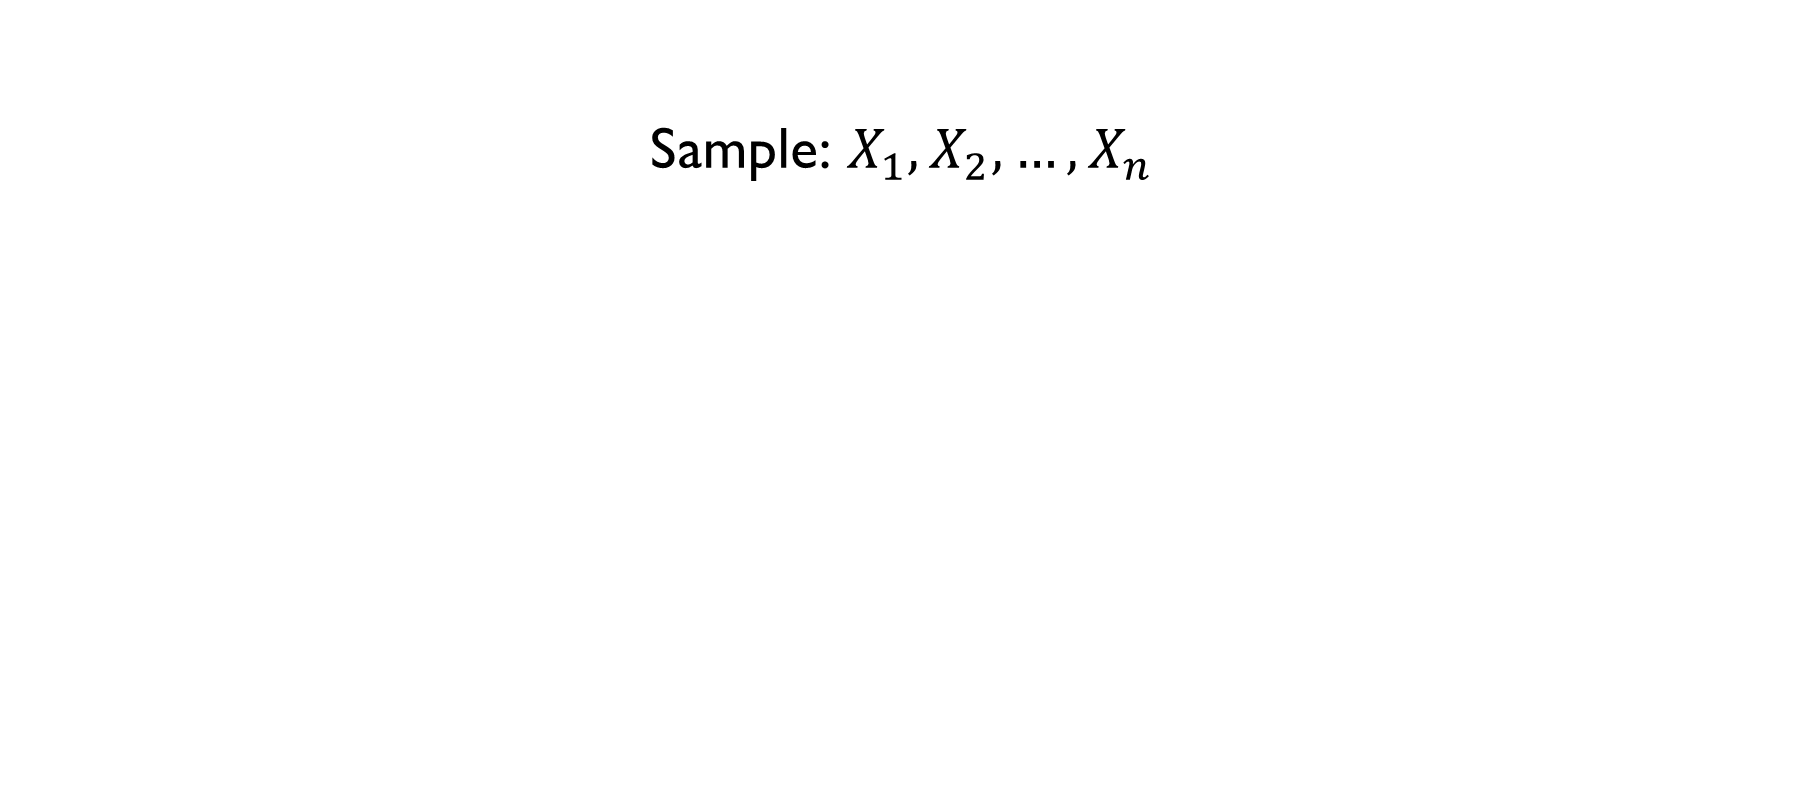 Sample: X₁, X₂, … , Xₙ